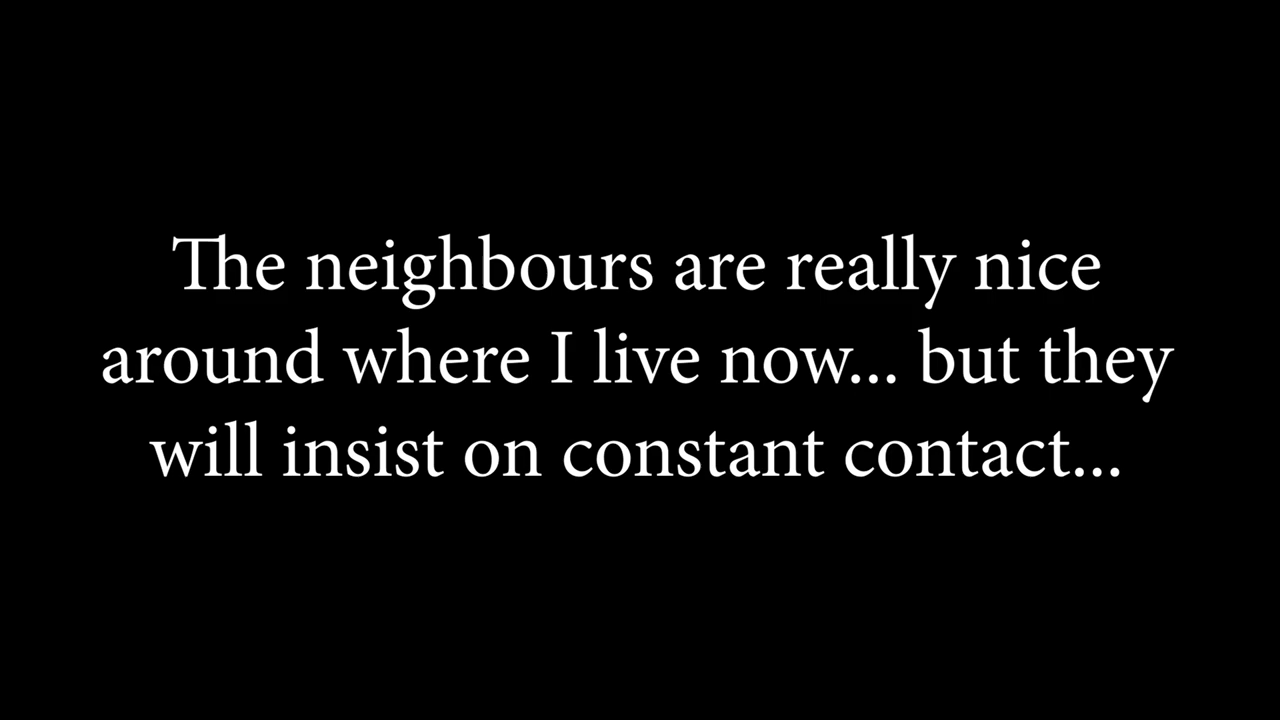 The neighbours are really nice
around where I live now... but they
will insist on constant contact...